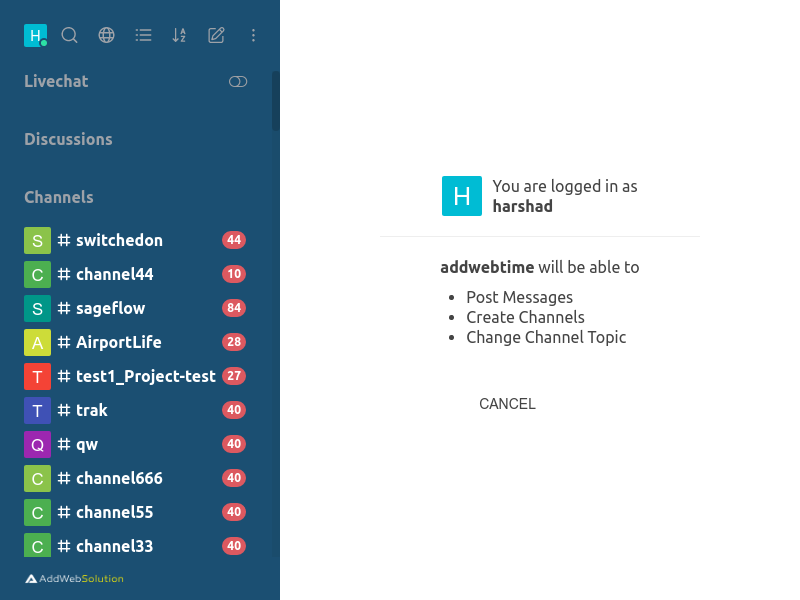 H
Livechat
Discussions
Channels
S # switchedon 44
C # channel44 10
S # sageflow 84
A # AirportLife 28
T # test1_Project-test 27
T # trak 40
Q # qw 40
C # channel666 40
C # channel55 40
C # channel33 40
AddWebSolution
H
You are logged in as
harshad
addwebtime will be able to
• Post Messages
• Create Channels
• Change Channel Topic
CANCEL